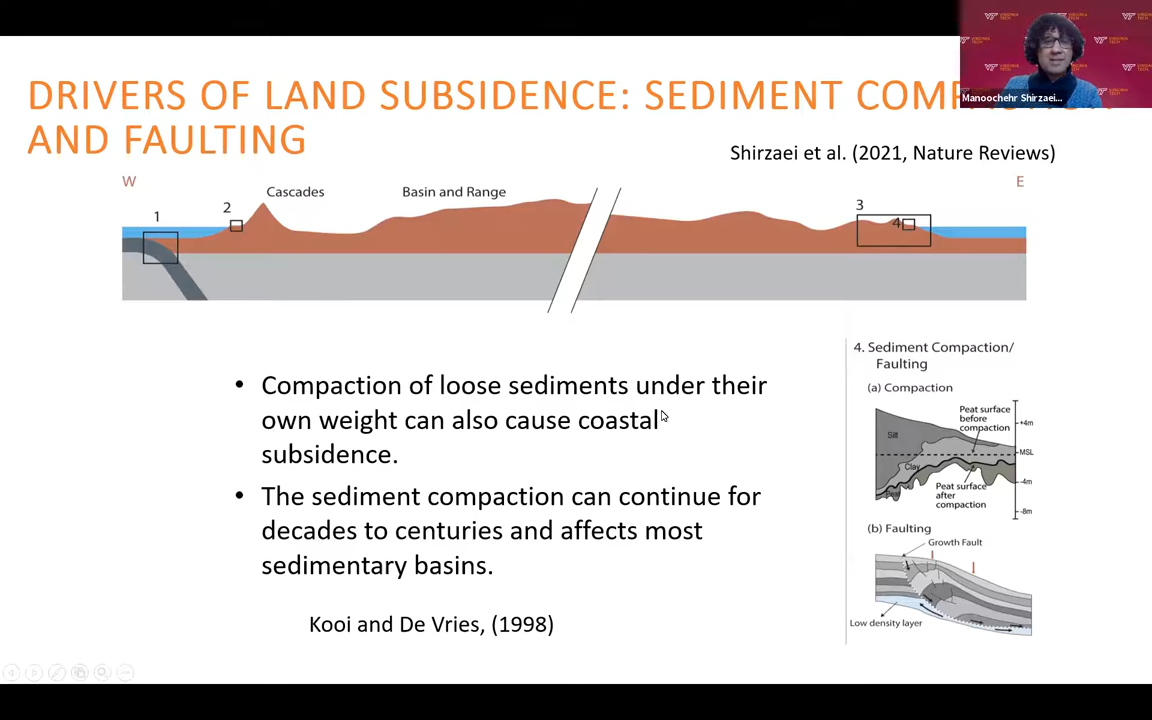 DRIVERS OF LAND SUBSIDENCE: SEDIMENT
AND FAULTING
Manoochehr Shirzaei...
Shirzaei et al. (2021, Nature Reviews)
W
E
Cascades
Basin and Range
1
2
3
4
• Compaction of loose sediments under their
own weight can also cause coastal
subsidence.
• The sediment compaction can continue for
decades to centuries and affects most
sedimentary basins.
Kooi and De Vries, (1998)
4. Sediment Compaction/
Faulting
(a) Compaction
Peat surface
before
compaction
+4m
Silt
MSL
Clay
-4m
Peat
Peat surface
after
compaction
-8m
(b) Faulting
Growth Fault
Low density layer